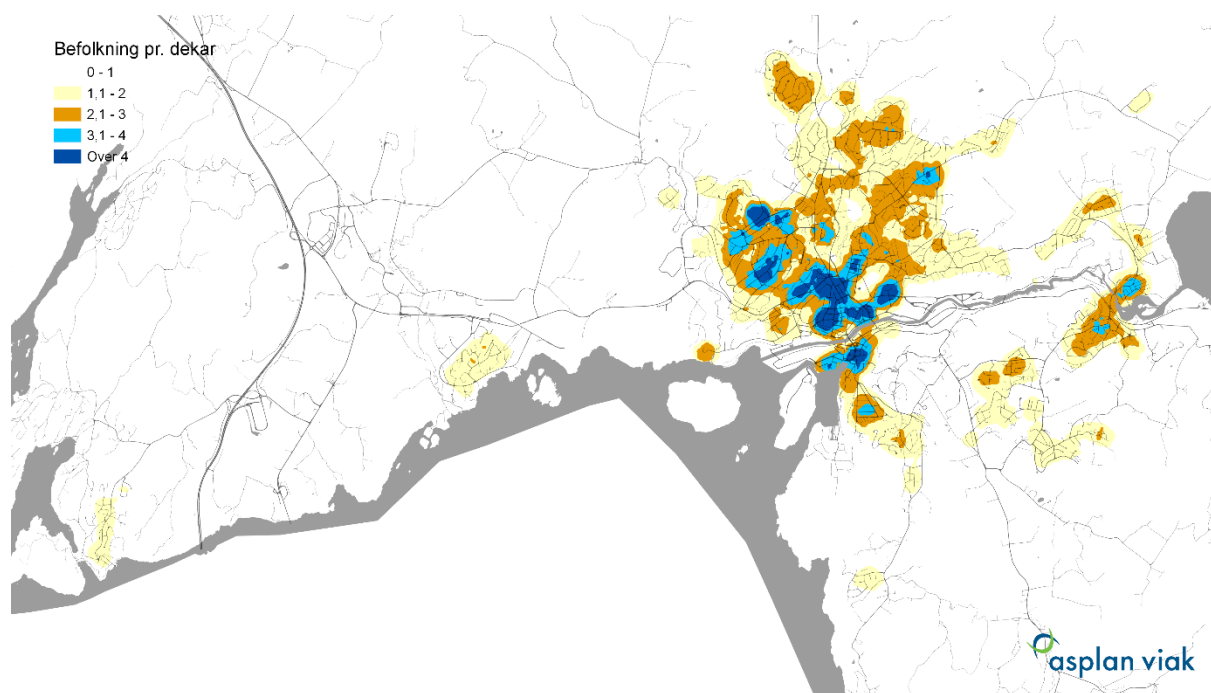 Befolkning pr. dekar
0 - 1
1,1 - 2
2,1 - 3
3,1 - 4
Over 4
asplan viak